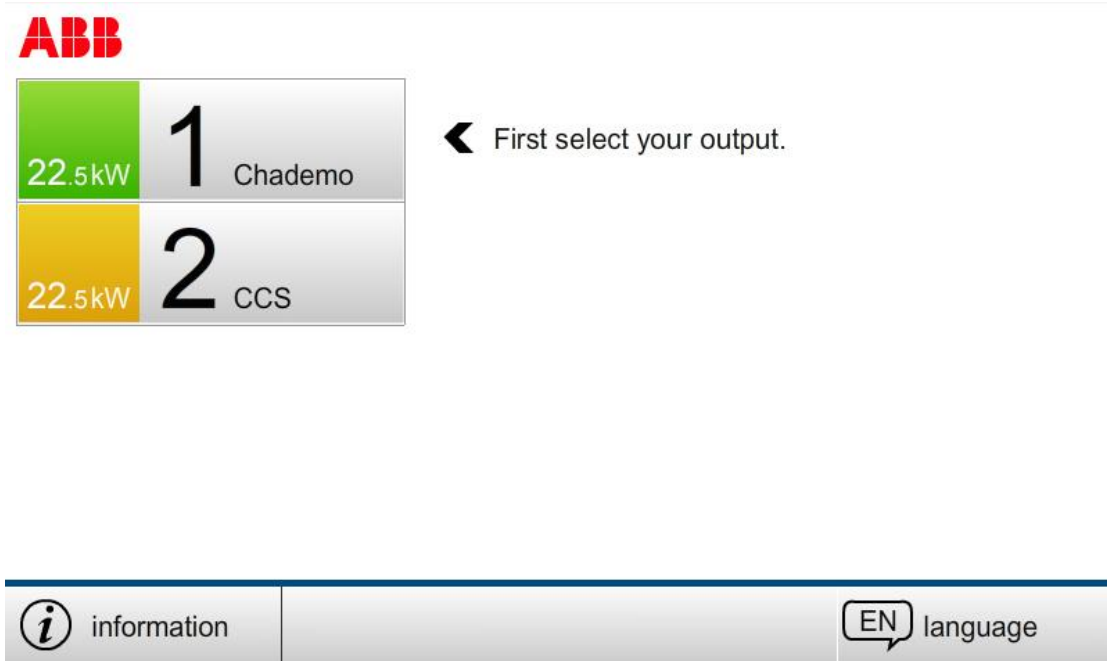 ABB
22.5kW 1 Chademo
First select your output.
22.5kW 2 CCS
i information
EN language